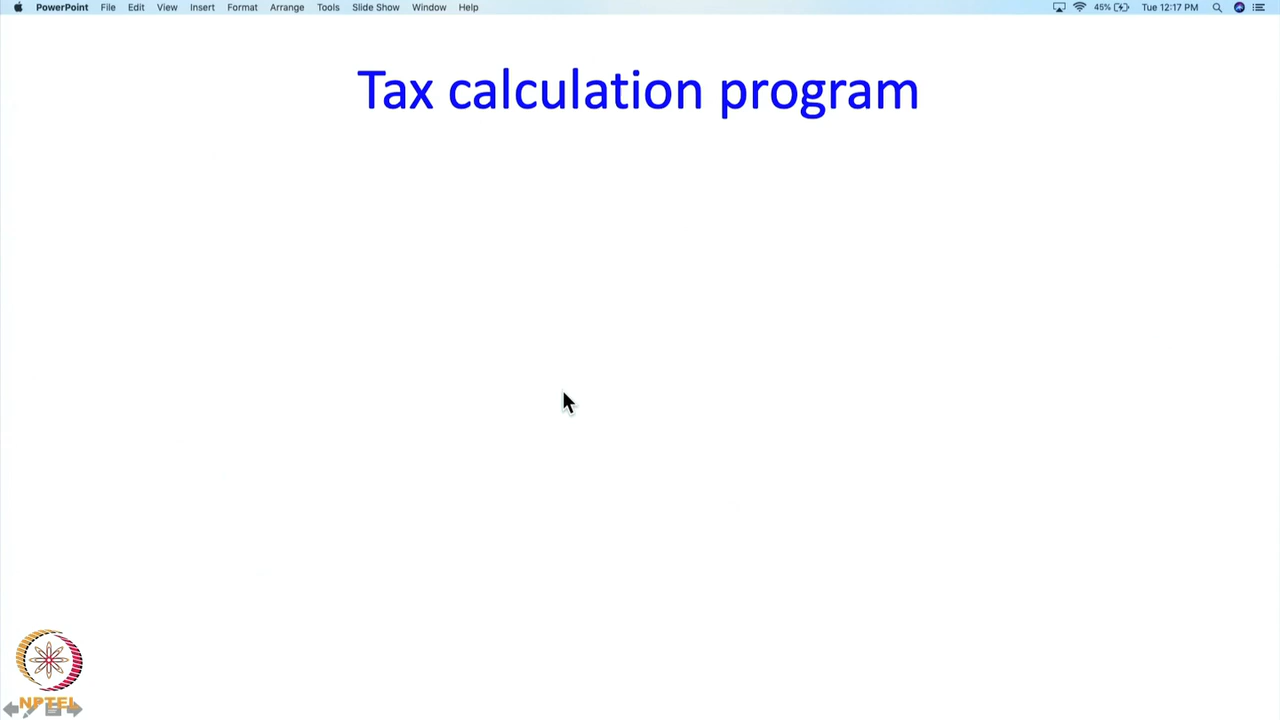 PowerPoint File Edit View Insert Format Arrange Tools Slide Show Window Help 45% Tue 12:17 PM
Tax calculation program
NPTEL